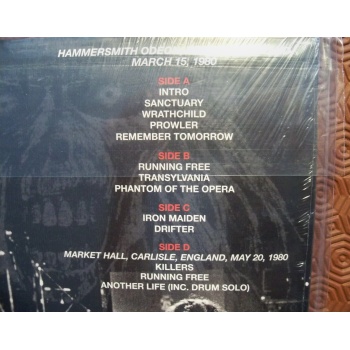 HAMMERSMITH ODEON
MARCH 15, 1980
SIDE A
INTRO
SANCTUARY
WRATHCHILD
PROWLER
REMEMBER TOMORROW
SIDE B
RUNNING FREE
TRANSYLVANIA
PHANTOM OF THE OPERA
SIDE C
IRON MAIDEN
DRIFTER
SIDE D
MARKET HALL, CARLISLE, ENGLAND, MAY 20, 1980
KILLERS
RUNNING FREE
ANOTHER LIFE (INC. DRUM SOLO)